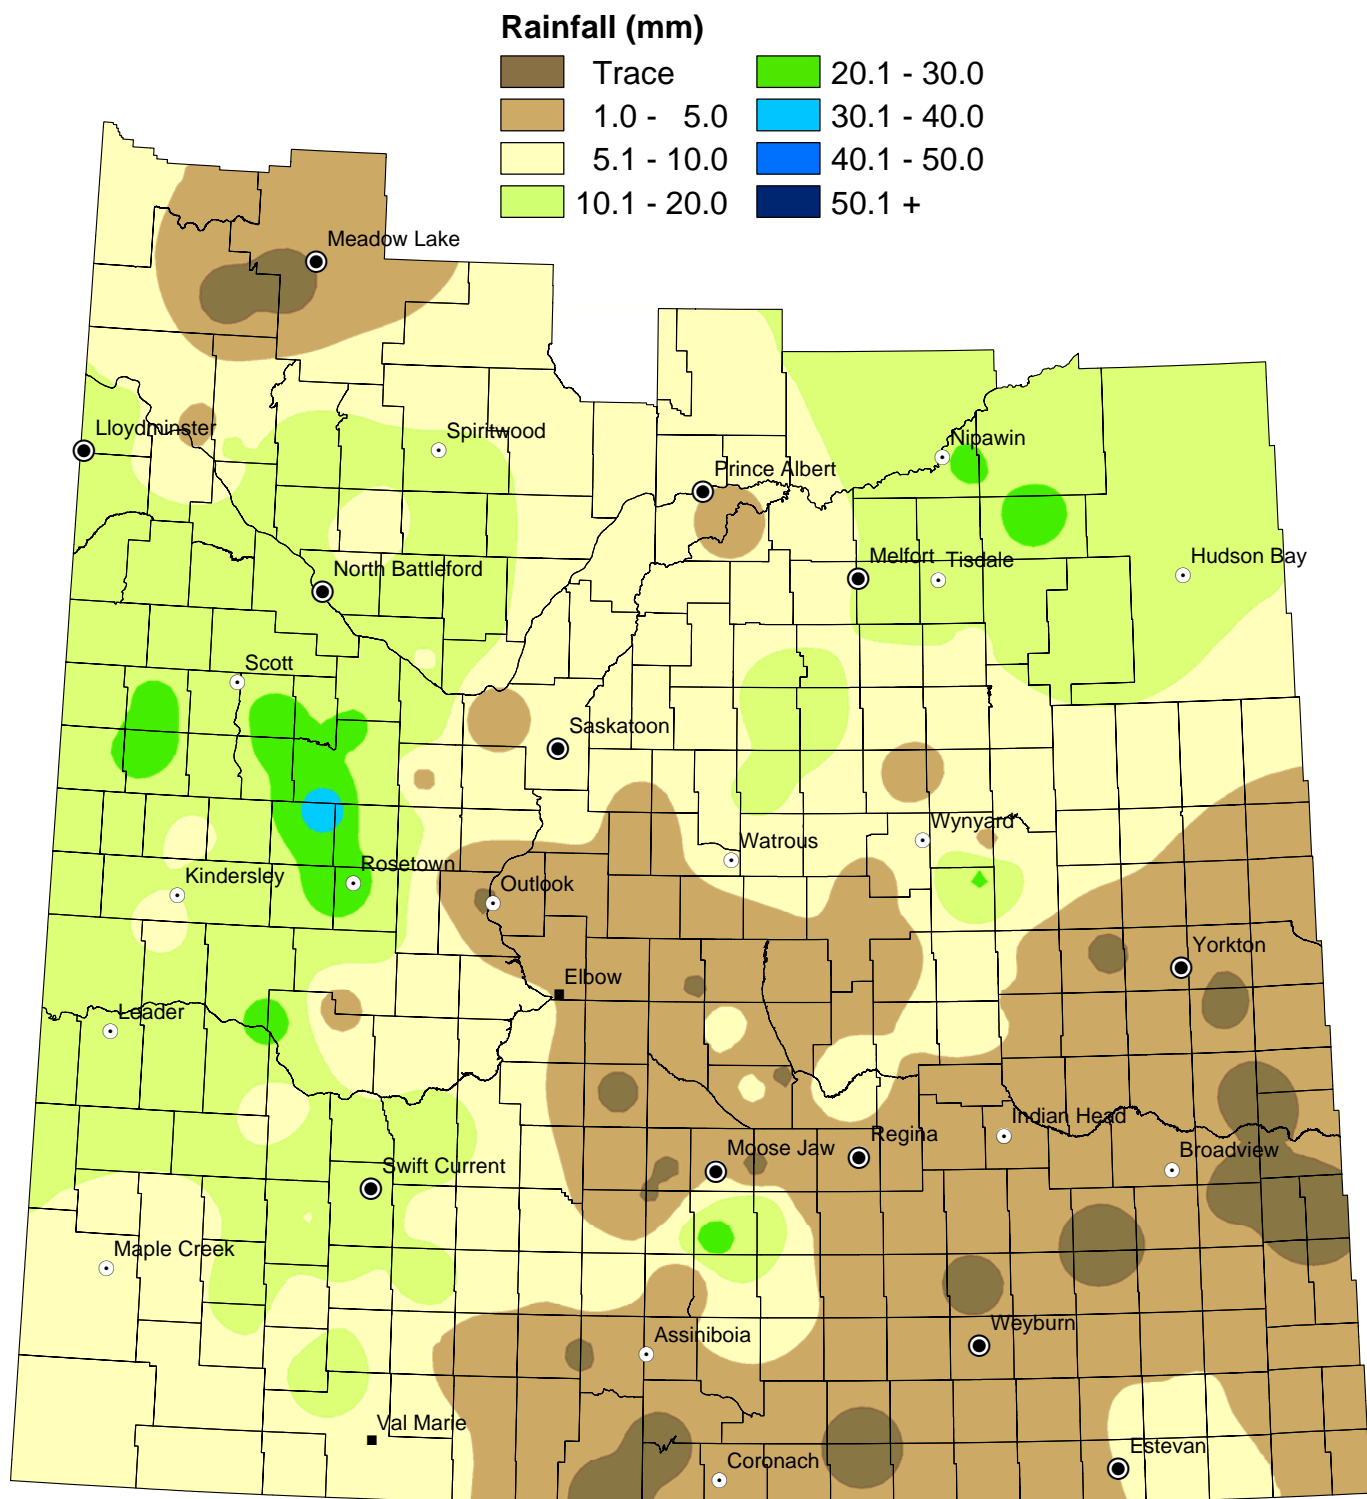 Rainfall (mm)
Trace
20.1 - 30.0
1.0 - 5.0
30.1 - 40.0
5.1 - 10.0
40.1 - 50.0
10.1 - 20.0
50.1 +
Meadow Lake
Lloydminster
Spiritwood
Nipawin
Prince Albert
North Battleford
Melfort
Tisdale
Hudson Bay
Scott
Saskatoon
Wynyard
Watrous
Rosetown
Kindersley
Outlook
Yorkton
Elbow
Leader
Indian Head
Regina
Moose Jaw
Broadview
Swift Current
Maple Creek
Weyburn
Assiniboia
Val Marie
Estevan
Coronach